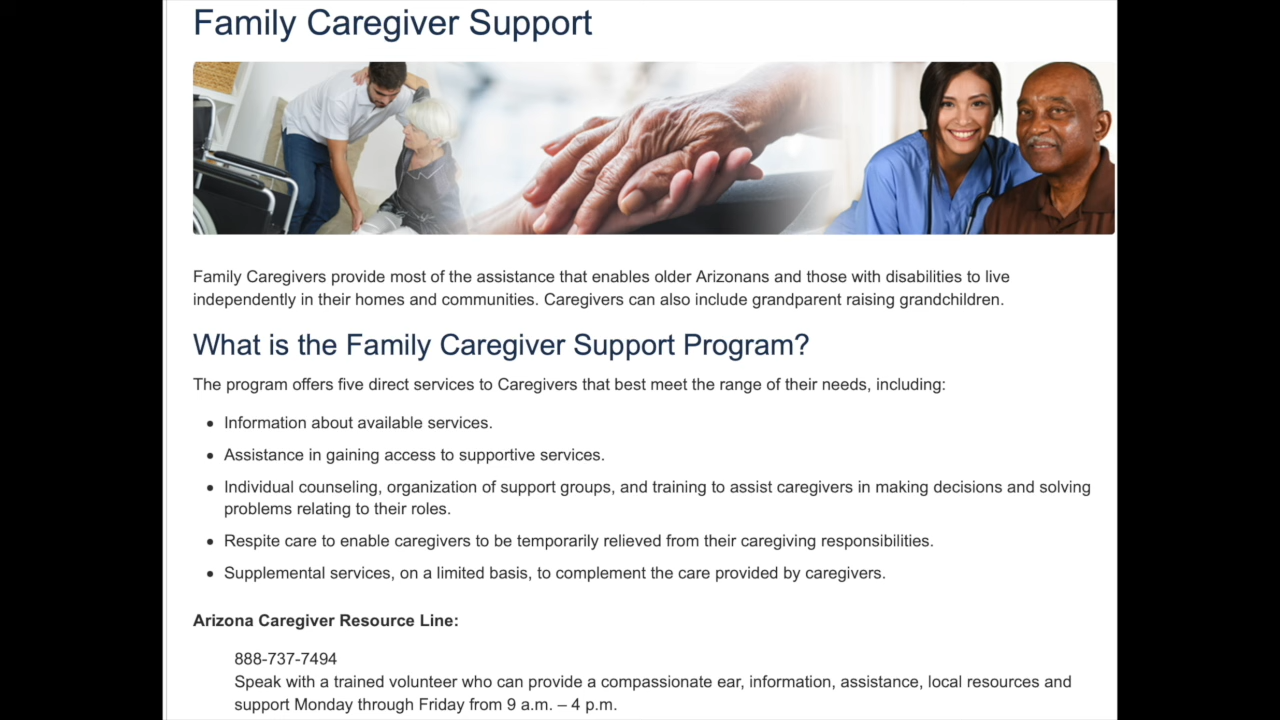 Family Caregiver Support
Family Caregivers provide most of the assistance that enables older Arizonans and those with disabilities to live
independently in their homes and communities. Caregivers can also include grandparent raising grandchildren.
What is the Family Caregiver Support Program?
The program offers five direct services to Caregivers that best meet the range of their needs, including:
• Information about available services.
• Assistance in gaining access to supportive services.
• Individual counseling, organization of support groups, and training to assist caregivers in making decisions and solving
problems relating to their roles.
• Respite care to enable caregivers to be temporarily relieved from their caregiving responsibilities.
• Supplemental services, on a limited basis, to complement the care provided by caregivers.
Arizona Caregiver Resource Line:
888-737-7494
Speak with a trained volunteer who can provide a compassionate ear, information, assistance, local resources and
support Monday through Friday from 9 a.m. – 4 p.m.